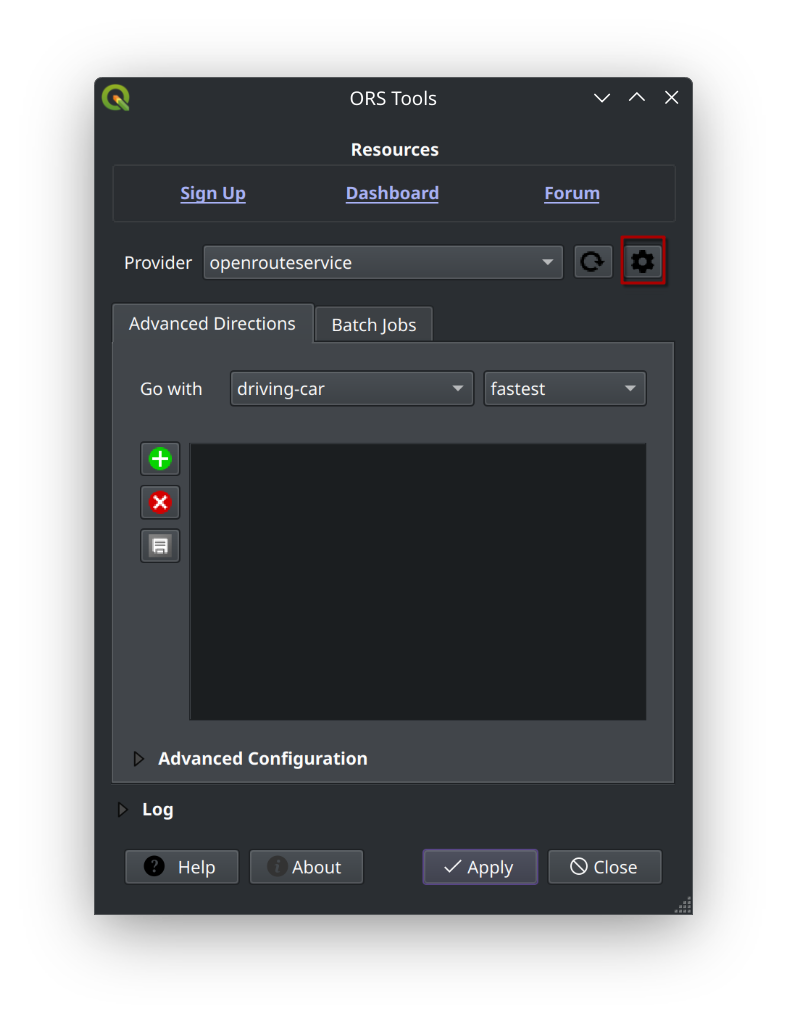 ORS Tools
Resources
Sign Up Dashboard Forum
Provider openrouteservice
Advanced Directions Batch Jobs
Go with driving-car fastest
Advanced Configuration
Log
Help About Apply Close